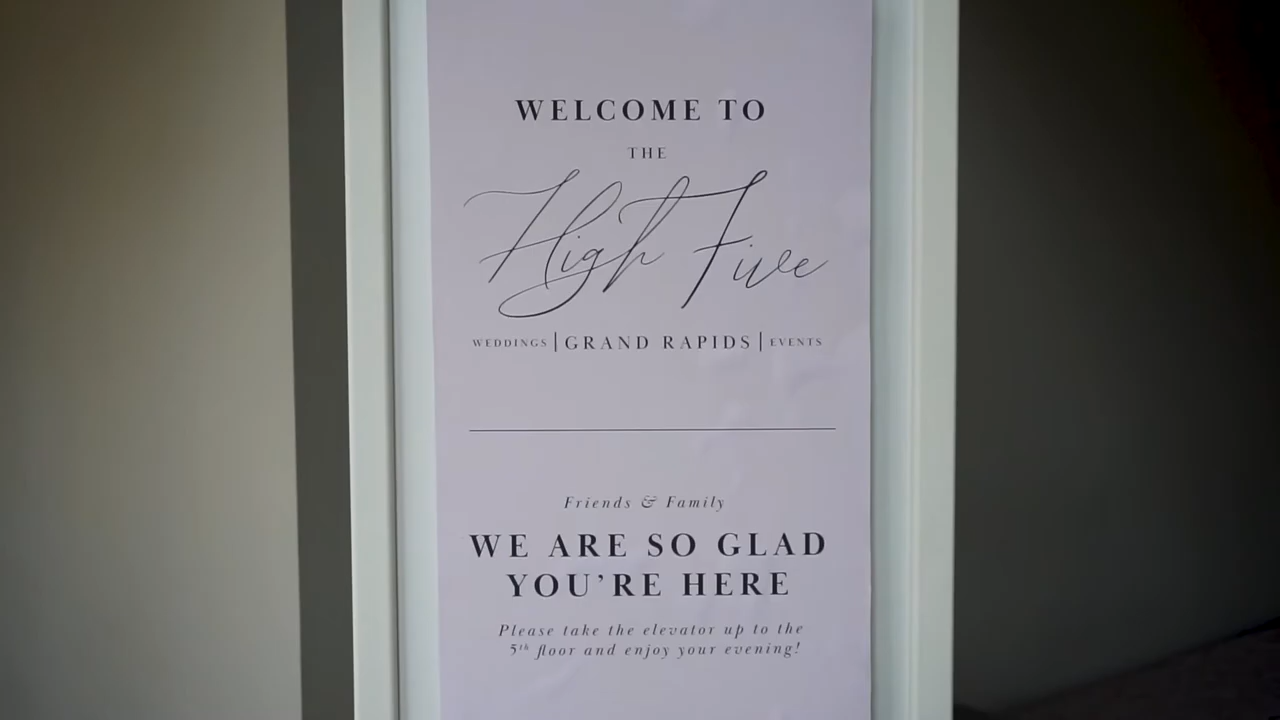 WELCOME TO
THE
High Five
WEDDINGS | GRAND RAPIDS | EVENTS
Friends & Family
WE ARE SO GLAD
YOU'RE HERE
Please take the elevator up to the
5th floor and enjoy your evening!